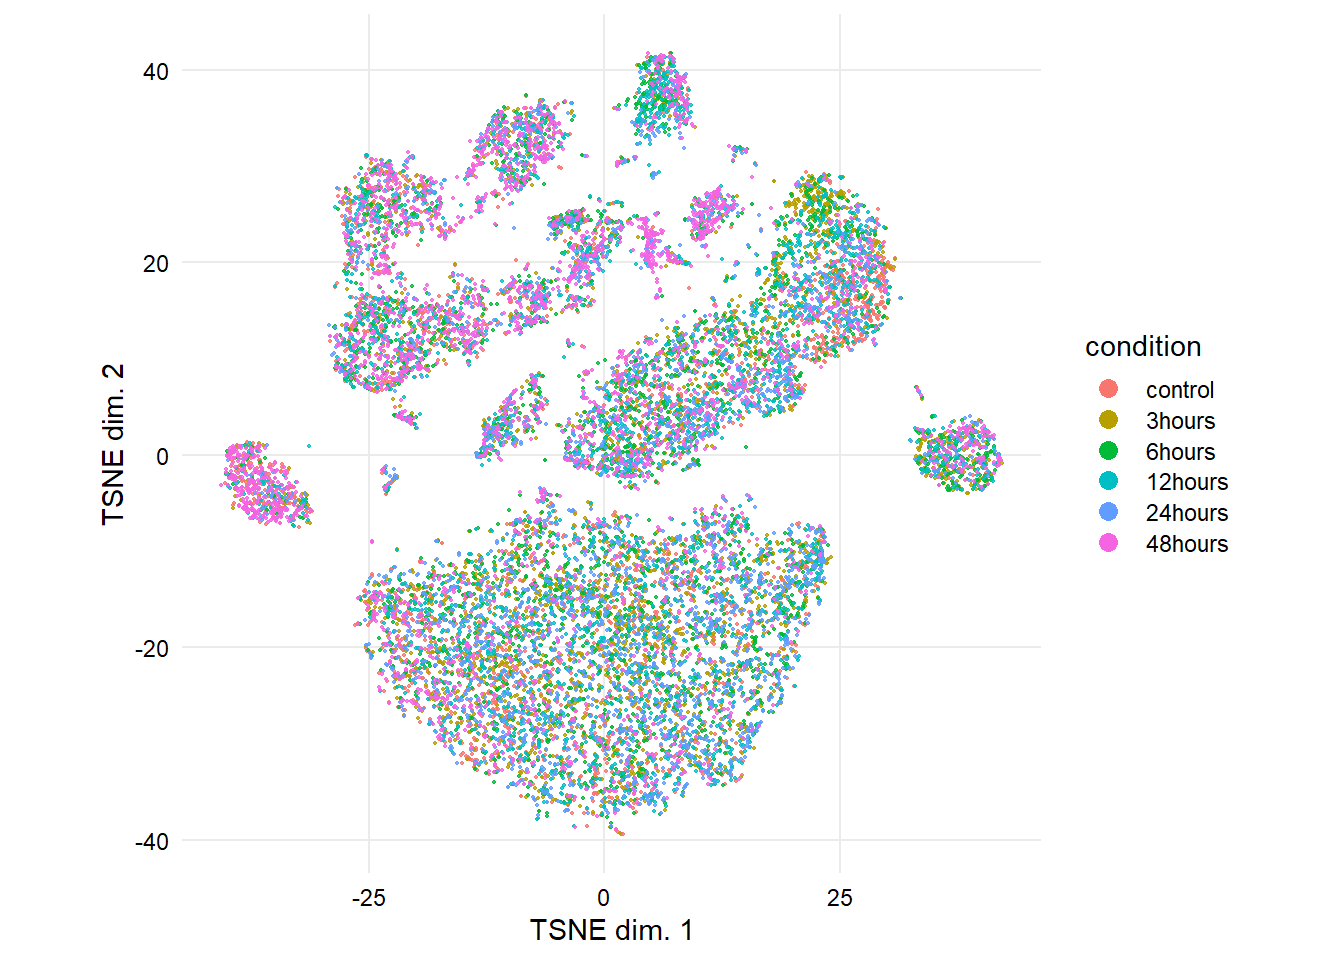 40
20
0
-20
-40
-25
0
25
TSNE dim. 1
TSNE dim. 2
condition
control
3hours
6hours
12hours
24hours
48hours